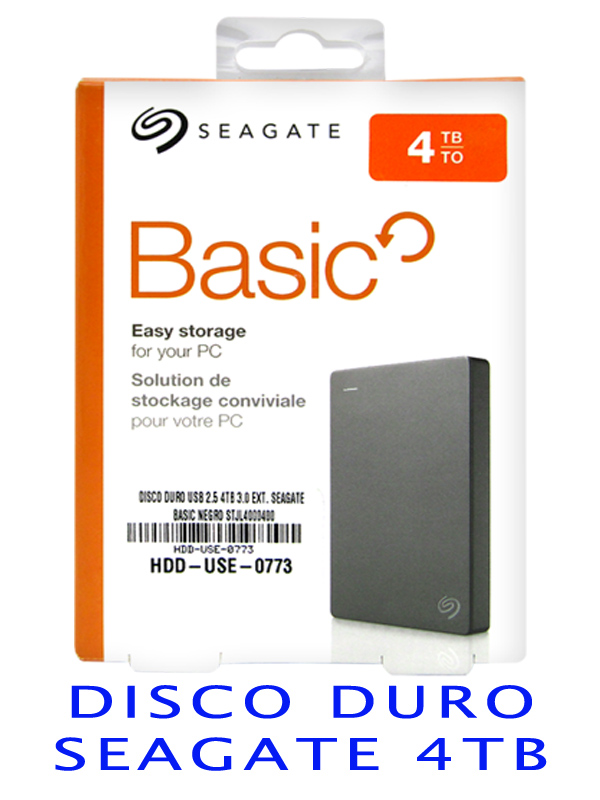 SEAGATE
4 TB
TO
Basic
Easy storage
for your PC
Solution de
stockage conviviale
pour votre PC
DISCO DURO USB 2.5 4TB 3.0 EXT. SEAGATE
BASIC NEGRO STJL4000400
HDD-USE-0773
HDD-USE-0773
DISCO DURO
SEAGATE 4TB